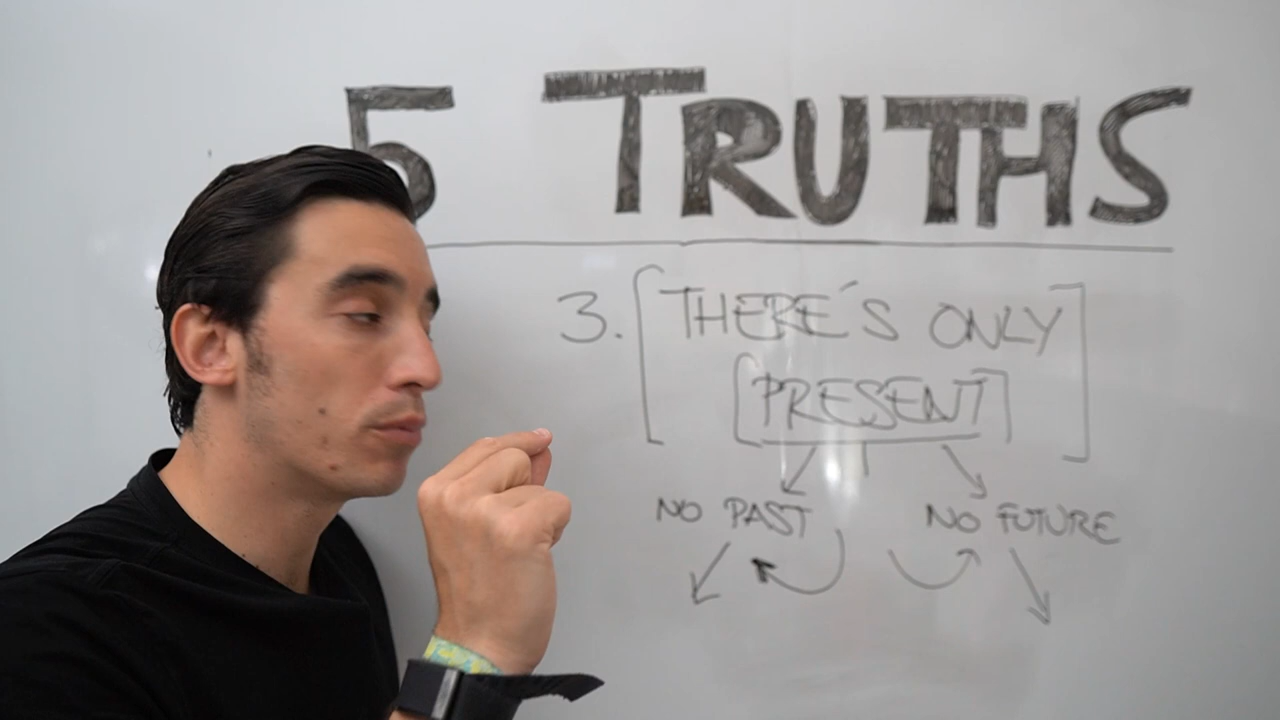 5 TRUTHS
3. [THERE´S ONLY
[PRESENT]]
NO PAST NO FUTURE